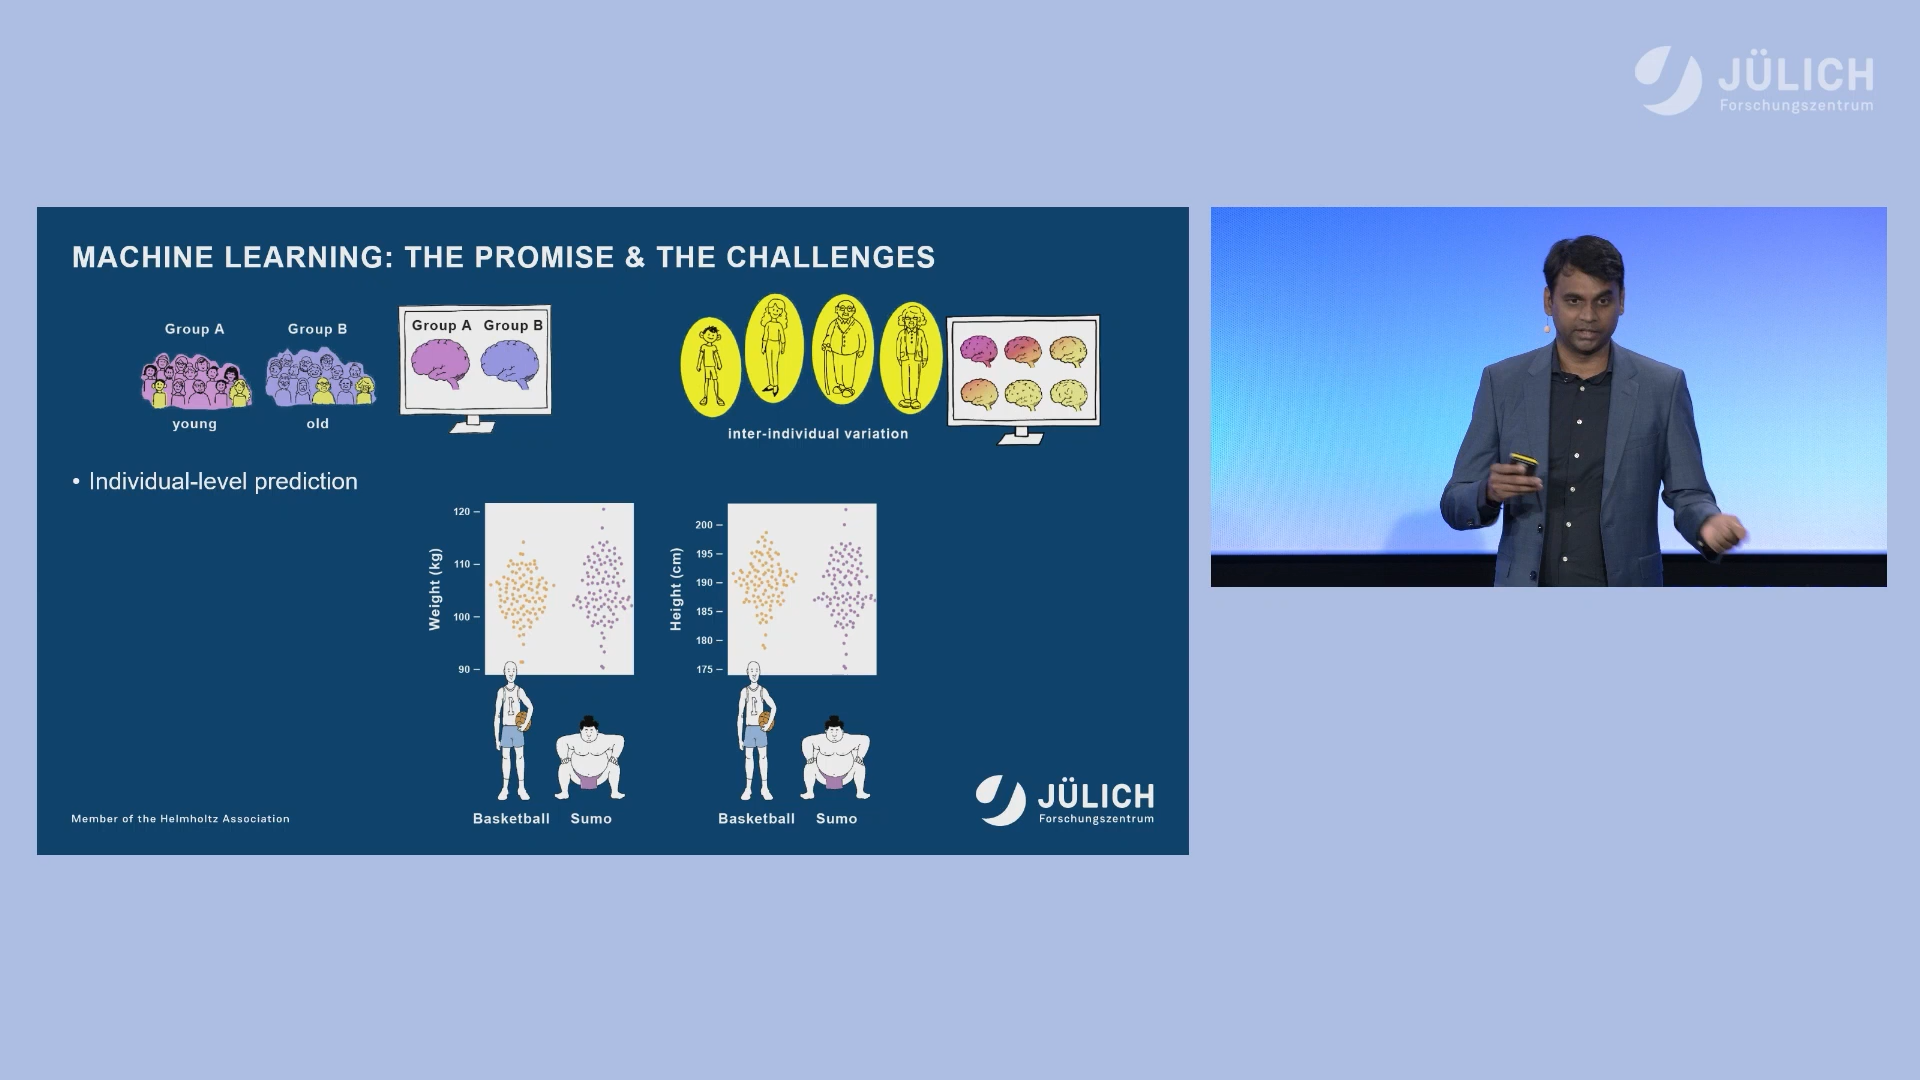 JÜLICH
Forschungszentrum
MACHINE LEARNING: THE PROMISE & THE CHALLENGES
Group A
Group B
Group A Group B
young
old
inter-individual variation
• Individual-level prediction
Weight (kg)
120
110
100
90
Height (cm)
200
195
190
185
180
175
1
1
Basketball Sumo
Basketball Sumo
Member of the Helmholtz Association
JÜLICH
Forschungszentrum